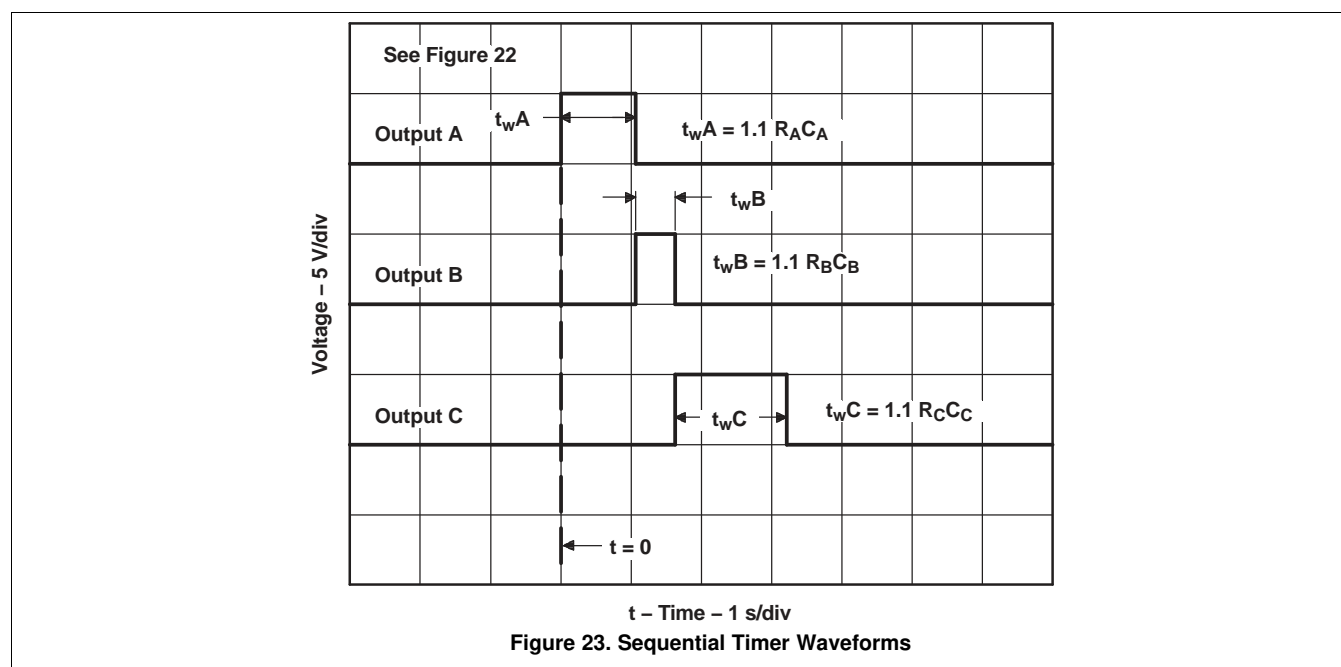 See Figure 22
twA
Output A
twA = 1.1 RACA
twB
Output B
twB = 1.1 RBCB
Output C
twC
twC = 1.1 RCCC
t = 0
Voltage – 5 V/div
t – Time – 1 s/div
Figure 23. Sequential Timer Waveforms